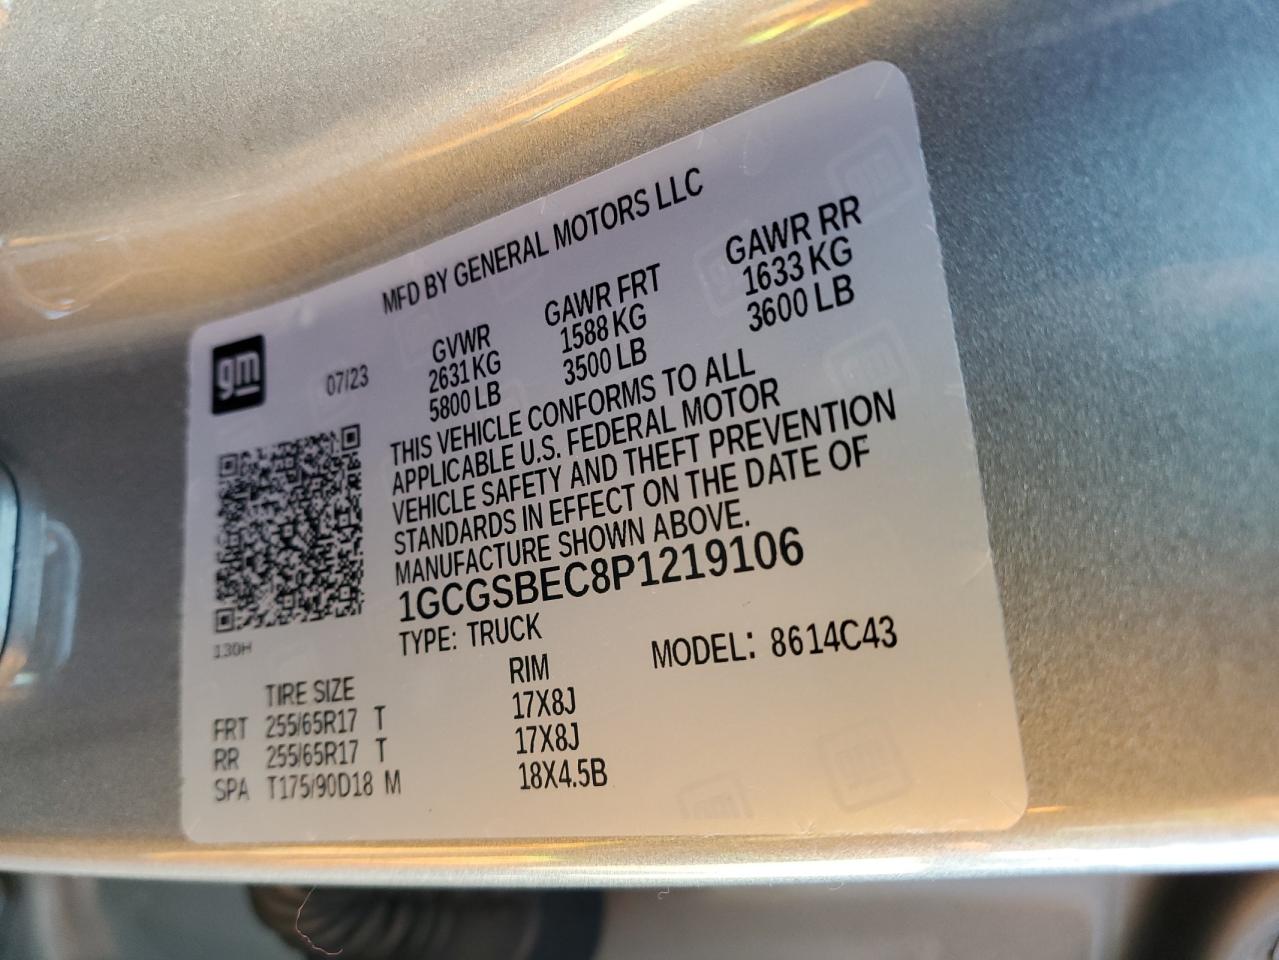 MFD BY GENERAL MOTORS LLC
gm
07/23
GVWR
2631 KG
5800 LB
GAWR FRT
1588 KG
3500 LB
GAWR RR
1633 KG
3600 LB
THIS VEHICLE CONFORMS TO ALL
APPLICABLE U.S. FEDERAL MOTOR
VEHICLE SAFETY AND THEFT PREVENTION
STANDARDS IN EFFECT ON THE DATE OF
MANUFACTURE SHOWN ABOVE.
1GCGSBEC8P1219106
TYPE: TRUCK
MODEL: 8614C43
1.30H
TIRE SIZE RIM
FRT 255/65R17 T 17X8J
RR 255/65R17 T 17X8J
SPA T175/90D18 M 18X4.5B